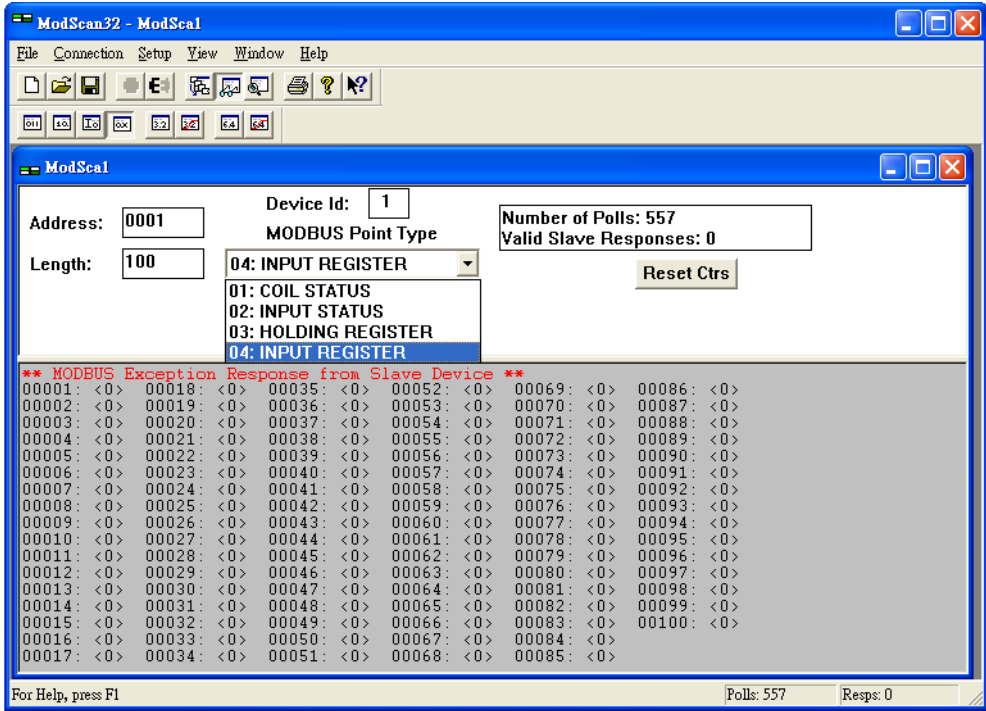 ModScan32 - ModSca1
File Connection Setup View Window Help
ModSca1
Device Id: 1
Address: 0001
MODBUS Point Type
Number of Polls: 557
Valid Slave Responses: 0
Length: 100
04: INPUT REGISTER
Reset Ctrs
01: COIL STATUS
02: INPUT STATUS
03: HOLDING REGISTER
04: INPUT REGISTER
** MODBUS Exception Response from Slave Device **
00001: <0> 00018: <0> 00035: <0> 00052: <0> 00069: <0> 00086: <0>
00002: <0> 00019: <0> 00036: <0> 00053: <0> 00070: <0> 00087: <0>
00003: <0> 00020: <0> 00037: <0> 00054: <0> 00071: <0> 00088: <0>
00004: <0> 00021: <0> 00038: <0> 00055: <0> 00072: <0> 00089: <0>
00005: <0> 00022: <0> 00039: <0> 00056: <0> 00073: <0> 00090: <0>
00006: <0> 00023: <0> 00040: <0> 00057: <0> 00074: <0> 00091: <0>
00007: <0> 00024: <0> 00041: <0> 00058: <0> 00075: <0> 00092: <0>
00008: <0> 00025: <0> 00042: <0> 00059: <0> 00076: <0> 00093: <0>
00009: <0> 00026: <0> 00043: <0> 00060: <0> 00077: <0> 00094: <0>
00010: <0> 00027: <0> 00044: <0> 00061: <0> 00078: <0> 00095: <0>
00011: <0> 00028: <0> 00045: <0> 00062: <0> 00079: <0> 00096: <0>
00012: <0> 00029: <0> 00046: <0> 00063: <0> 00080: <0> 00097: <0>
00013: <0> 00030: <0> 00047: <0> 00064: <0> 00081: <0> 00098: <0>
00014: <0> 00031: <0> 00048: <0> 00065: <0> 00082: <0> 00099: <0>
00015: <0> 00032: <0> 00049: <0> 00066: <0> 00083: <0> 00100: <0>
00016: <0> 00033: <0> 00050: <0> 00067: <0> 00084: <0>
00017: <0> 00034: <0> 00051: <0> 00068: <0> 00085: <0>
For Help, press F1
Polls: 557
Resps: 0